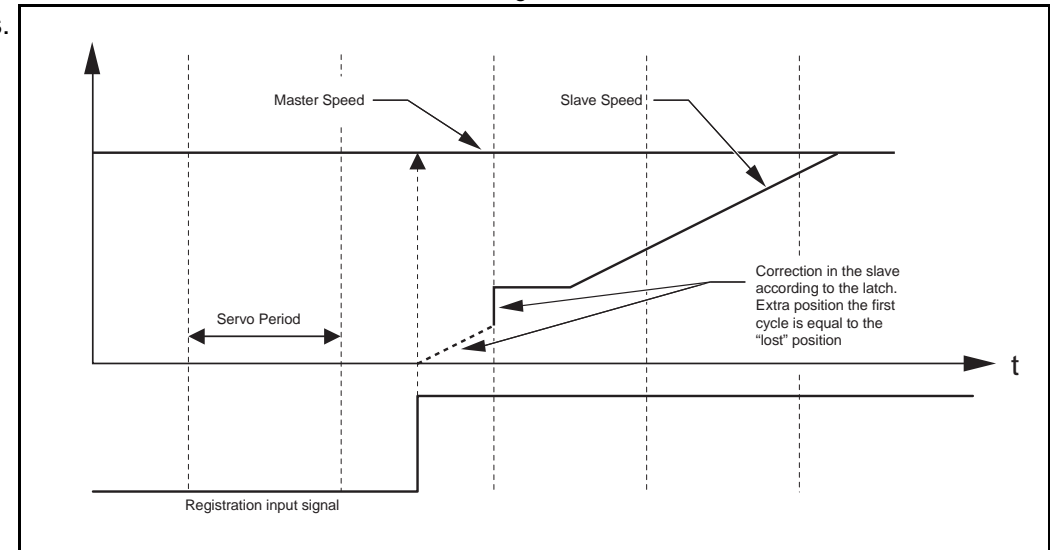 s.
Master Speed
Slave Speed
Correction in the slave
according to the latch.
Extra position the first
cycle is equal to the
“lost” position
Servo Period
t
Registration input signal